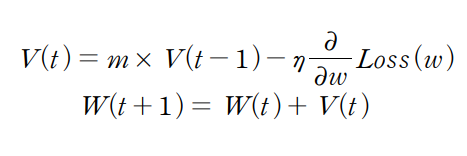 V(t) = m × V(t−1) − η ∂/∂w Loss(w)
W(t+1) = W(t) + V(t)